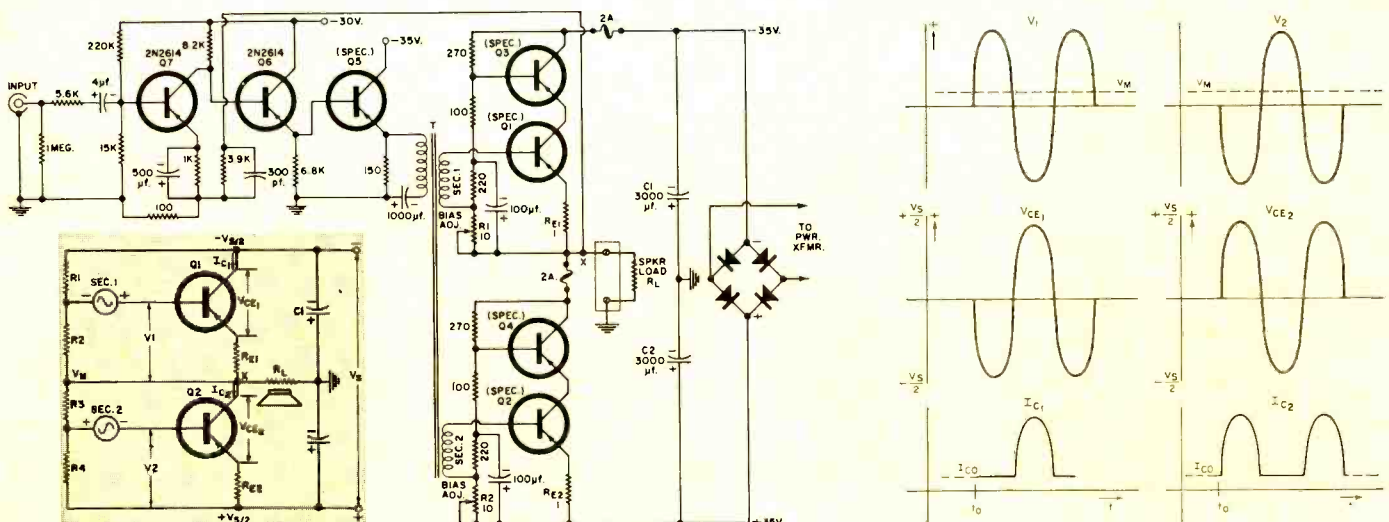 -30V.
220K
8.2K
2N2614
Q7
2N2614
Q6
-35V.
(SPEC.)
Q5
INPUT
5.6K
4µf.
1MEG.
15K
500
µf.
1K
3.9K
300
pf.
6.8K
150
1000µf.
100
T
SEC.1
270
100
220
100µf.
BIAS
ADJ.
R1
10
(SPEC.)
Q3
(SPEC.)
Q1
RE1
1
2A
-35V.
C1
3000
µf.
X
SPKR
LOAD
RL
2A.
TO
PWR.
XFMR.
270
100
(SPEC.)
Q4
(SPEC.)
Q2
C2
3000
µf.
SEC.2
220
100µf.
BIAS
ADJ.
R2
10
RE2
1
+35V.
-VS/2
R1
SEC.1
R2
V1
Q1
IC1
VCE1
RE1
C1
VM
X
RL
VS
IC2
R3
SEC.2
R4
V2
Q2
VCE2
RE2
+VS/2
V1
VM
V2
VM
+VS/2
VCE1
-VS/2
+VS/2
VCE2
-VS/2
IC1
ICO
to
t
IC2
ICO
to